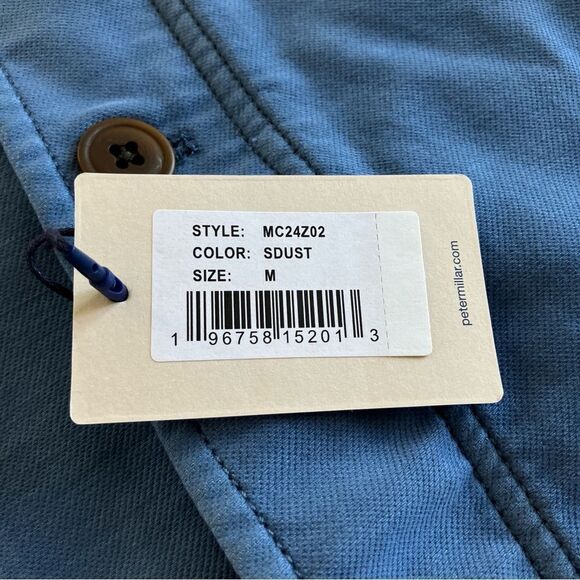 STYLE: MC24Z02
COLOR: SDUST
SIZE: M
1 96758 15201 3
petermillar.com